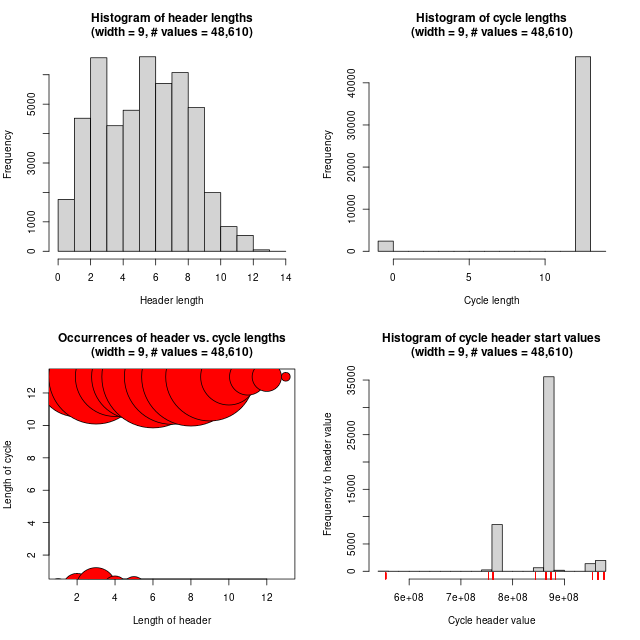 Histogram of header lengths
(width = 9, # values = 48,610)
Frequency
5000
3000
1000
0
0 2 4 6 8 10 12 14
Header length
Histogram of cycle lengths
(width = 9, # values = 48,610)
Frequency
40000
30000
20000
10000
0
0 5 10
Cycle length
Occurrences of header vs. cycle lengths
(width = 9, # values = 48,610)
Length of cycle
12
10
8
6
4
2
2 4 6 8 10 12
Length of header
Histogram of cycle header start values
(width = 9, # values = 48,610)
Frequency fo header value
35000
25000
15000
5000
0
6e+08 7e+08 8e+08 9e+08
Cycle header value